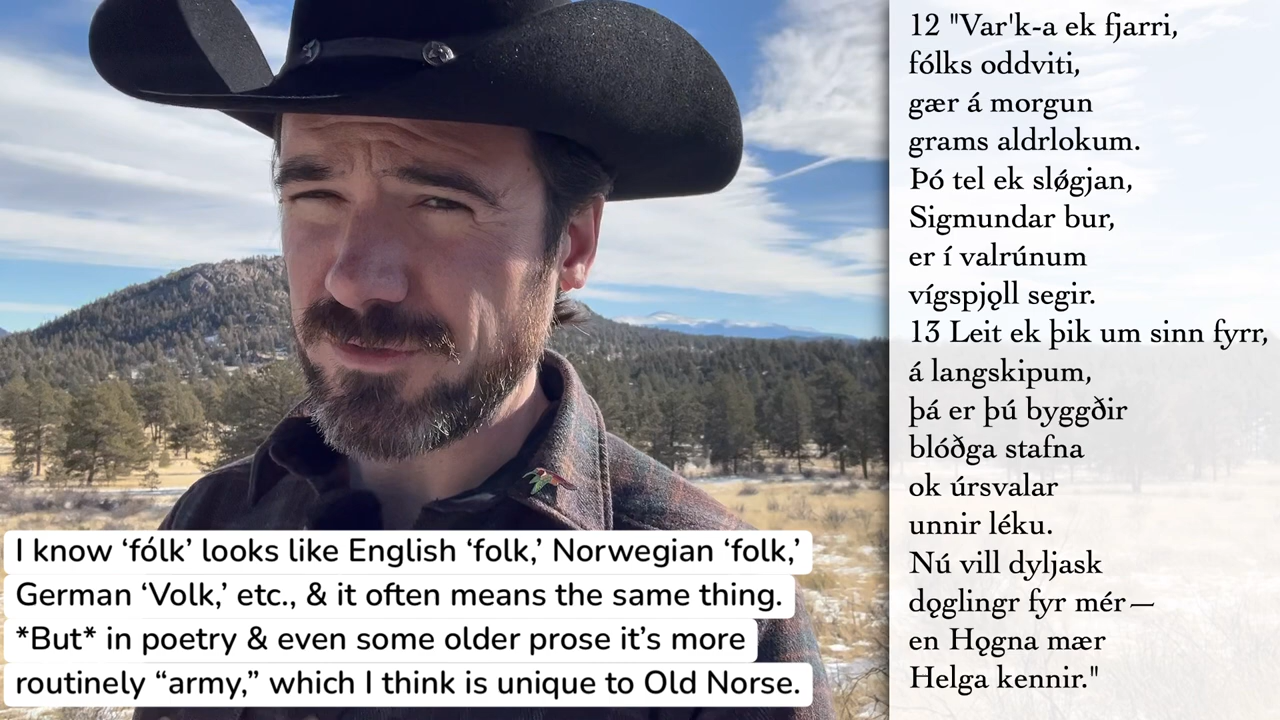 I know ‘fólk’ looks like English ‘folk,’ Norwegian ‘folk,’
German ‘Volk,’ etc., & it often means the same thing.
*But* in poetry & even some older prose it’s more
routinely “army,” which I think is unique to Old Norse.
12 "Var'k-a ek fjarri,
fólks oddviti,
gær á morgun
grams aldrlokum.
Þó tel ek slǿgjan,
Sigmundar bur,
er í valrúnum
vígspjǫll segir.
13 Leit ek þik um sinn fyrr,
á langskipum,
þá er þú byggðir
blóðga stafna
ok úrsvalar
unnir léku.
Nú vill dyljask
dǫglingr fyr mér—
en Hǫgna mær
Helga kennir."